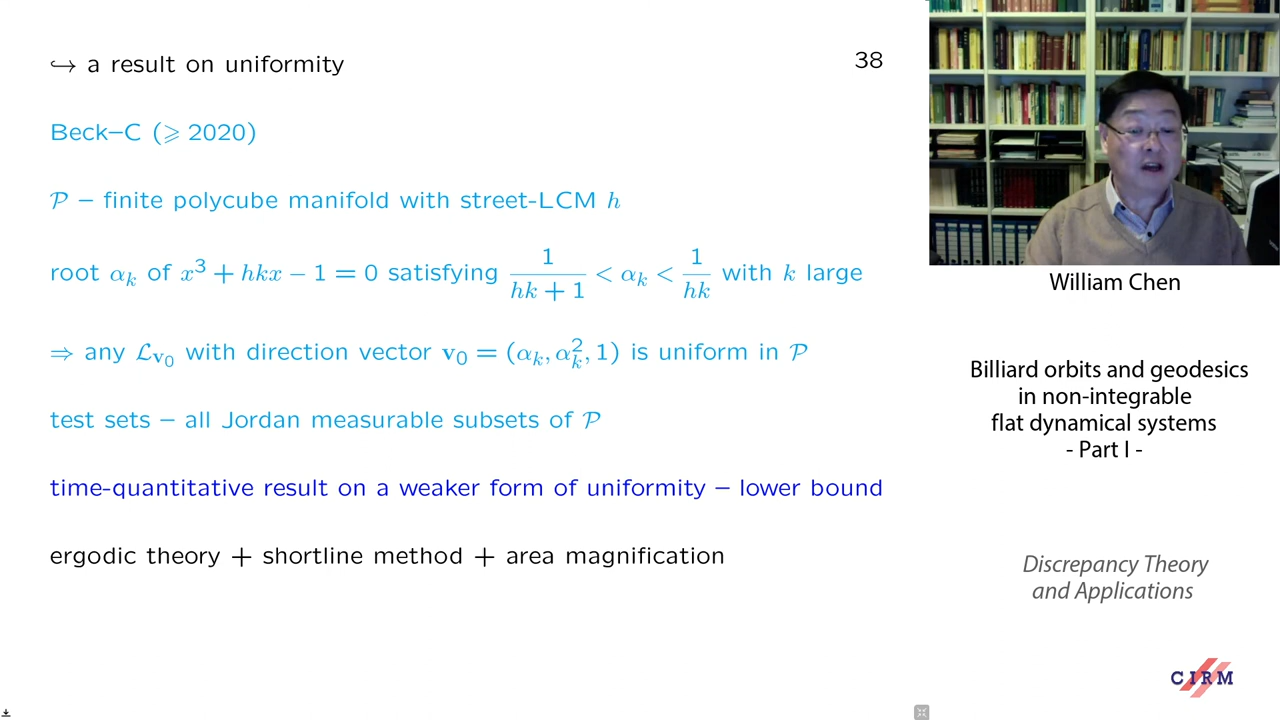 ↪ a result on uniformity
38
Beck–C (⩾ 2020)
𝒫 – finite polycube manifold with street-LCM h
root α_k of x³ + hkx − 1 = 0 satisfying 1/(hk + 1) < α_k < 1/(hk) with k large
⇒ any ℒ_{v₀} with direction vector v₀ = (α_k, α_k², 1) is uniform in 𝒫
test sets – all Jordan measurable subsets of 𝒫
time-quantitative result on a weaker form of uniformity – lower bound
ergodic theory + shortline method + area magnification
William Chen
Billiard orbits and geodesics
in non-integrable
flat dynamical systems
- Part I -
Discrepancy Theory
and Applications
CIRM